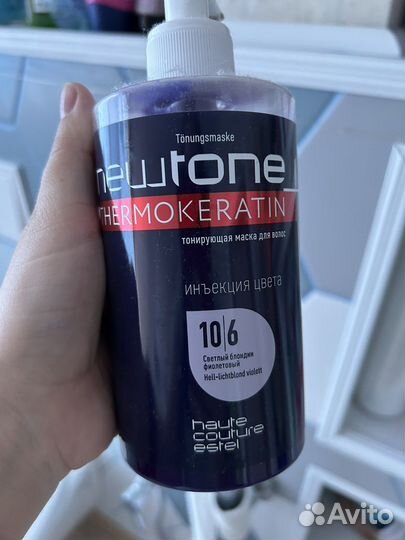 Tönungsmaske
newtone
THERMOKERATIN
тонирующая маска для волос
инъекция цвета
10|6
Светлый блондин
фиолетовый
Hell-lichtblond violett
haute
couture
estel
Avito